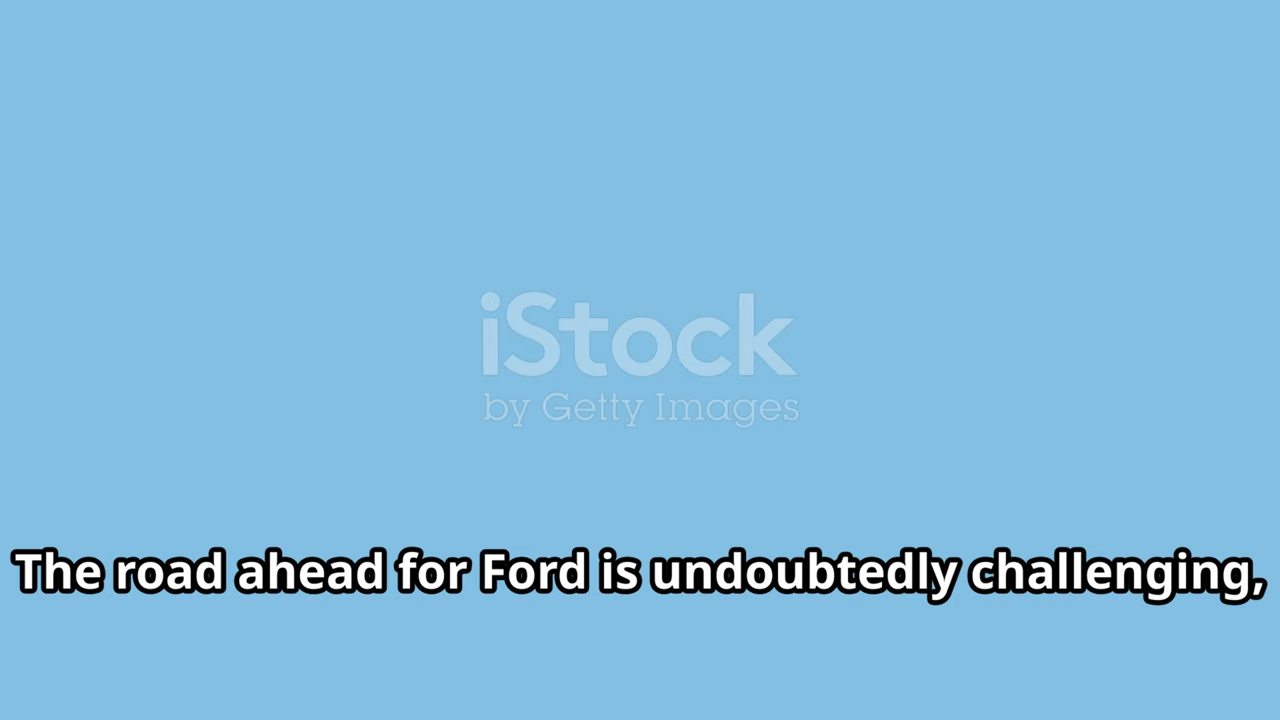 iStock
by Getty Images
The road ahead for Ford is undoubtedly challenging,